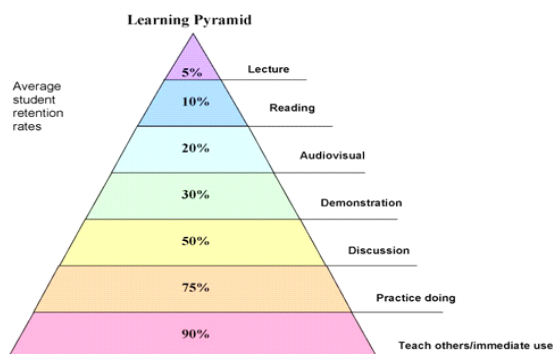 Learning Pyramid
Average
student
retention
rates
5%
Lecture
10%
Reading
20%
Audiovisual
30%
Demonstration
50%
Discussion
75%
Practice doing
90%
Teach others/immediate use